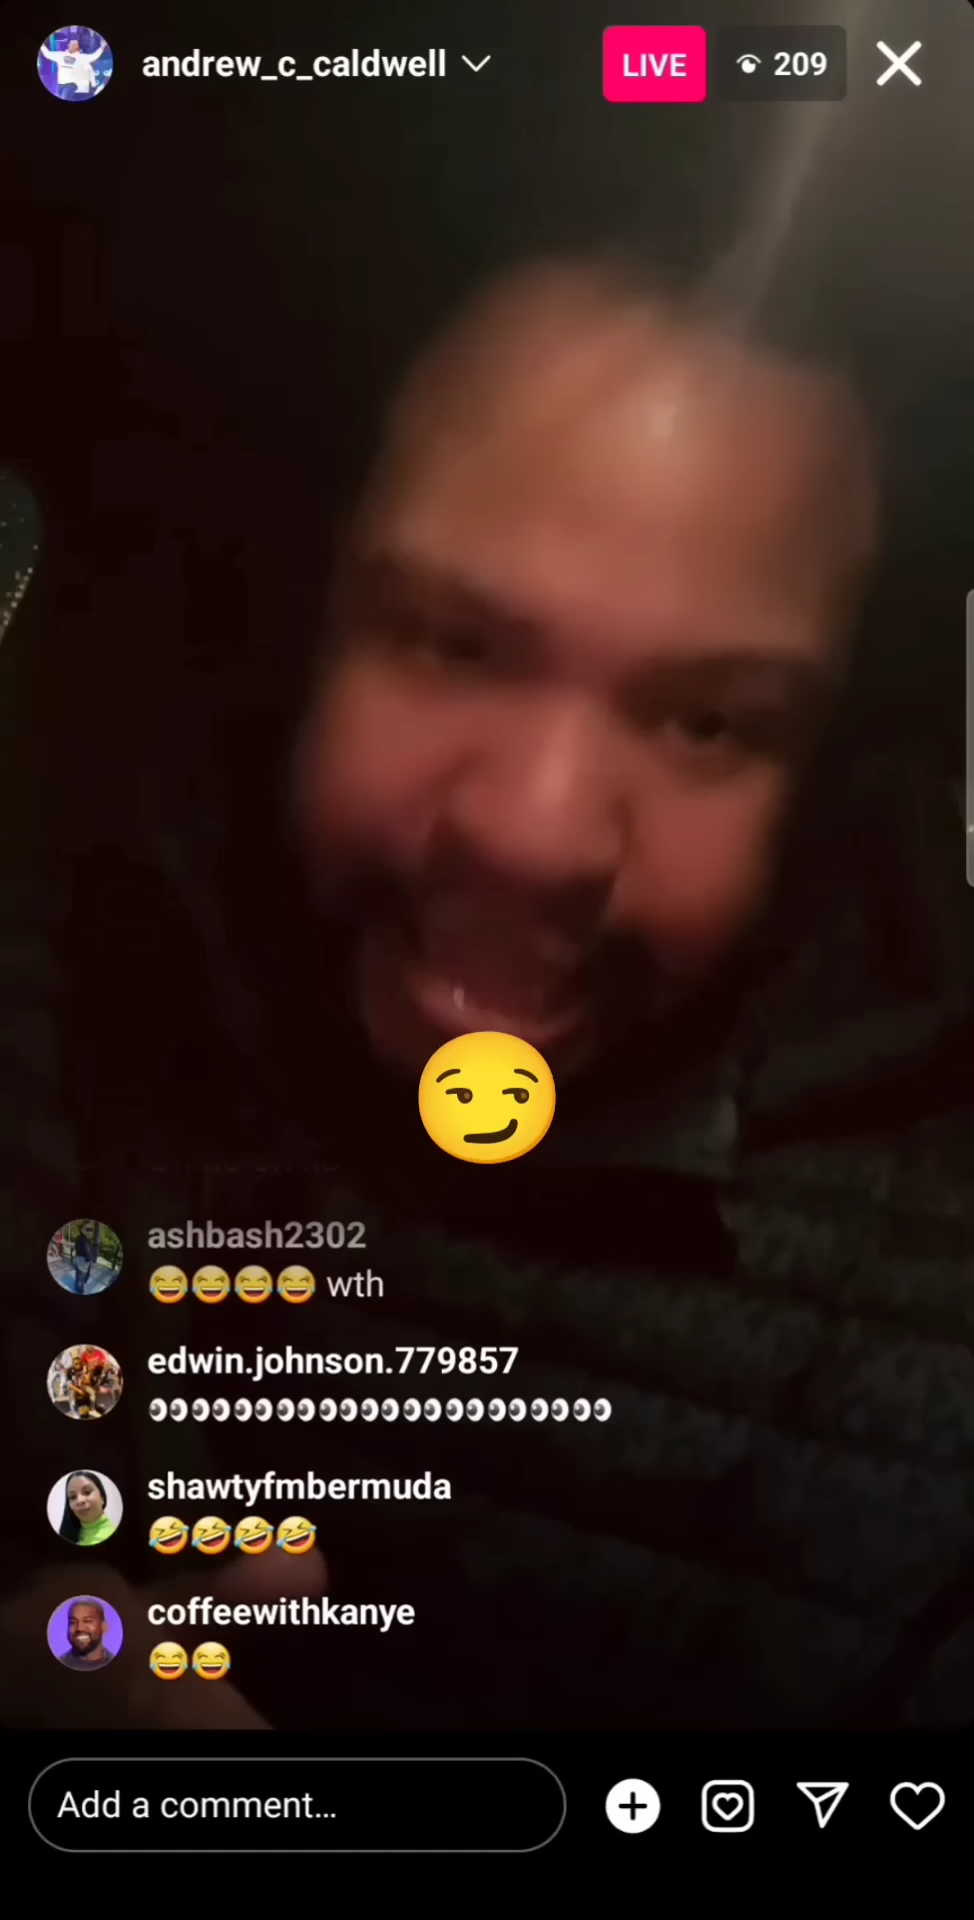 andrew_c_caldwell
LIVE
209
ashbash2302
😂😂😂😂 wth
edwin.johnson.779857
👀👀👀👀👀👀👀👀👀👀👀
shawtyfmbermuda
🤣🤣🤣🤣
coffeewithkanye
😂😂
Add a comment...